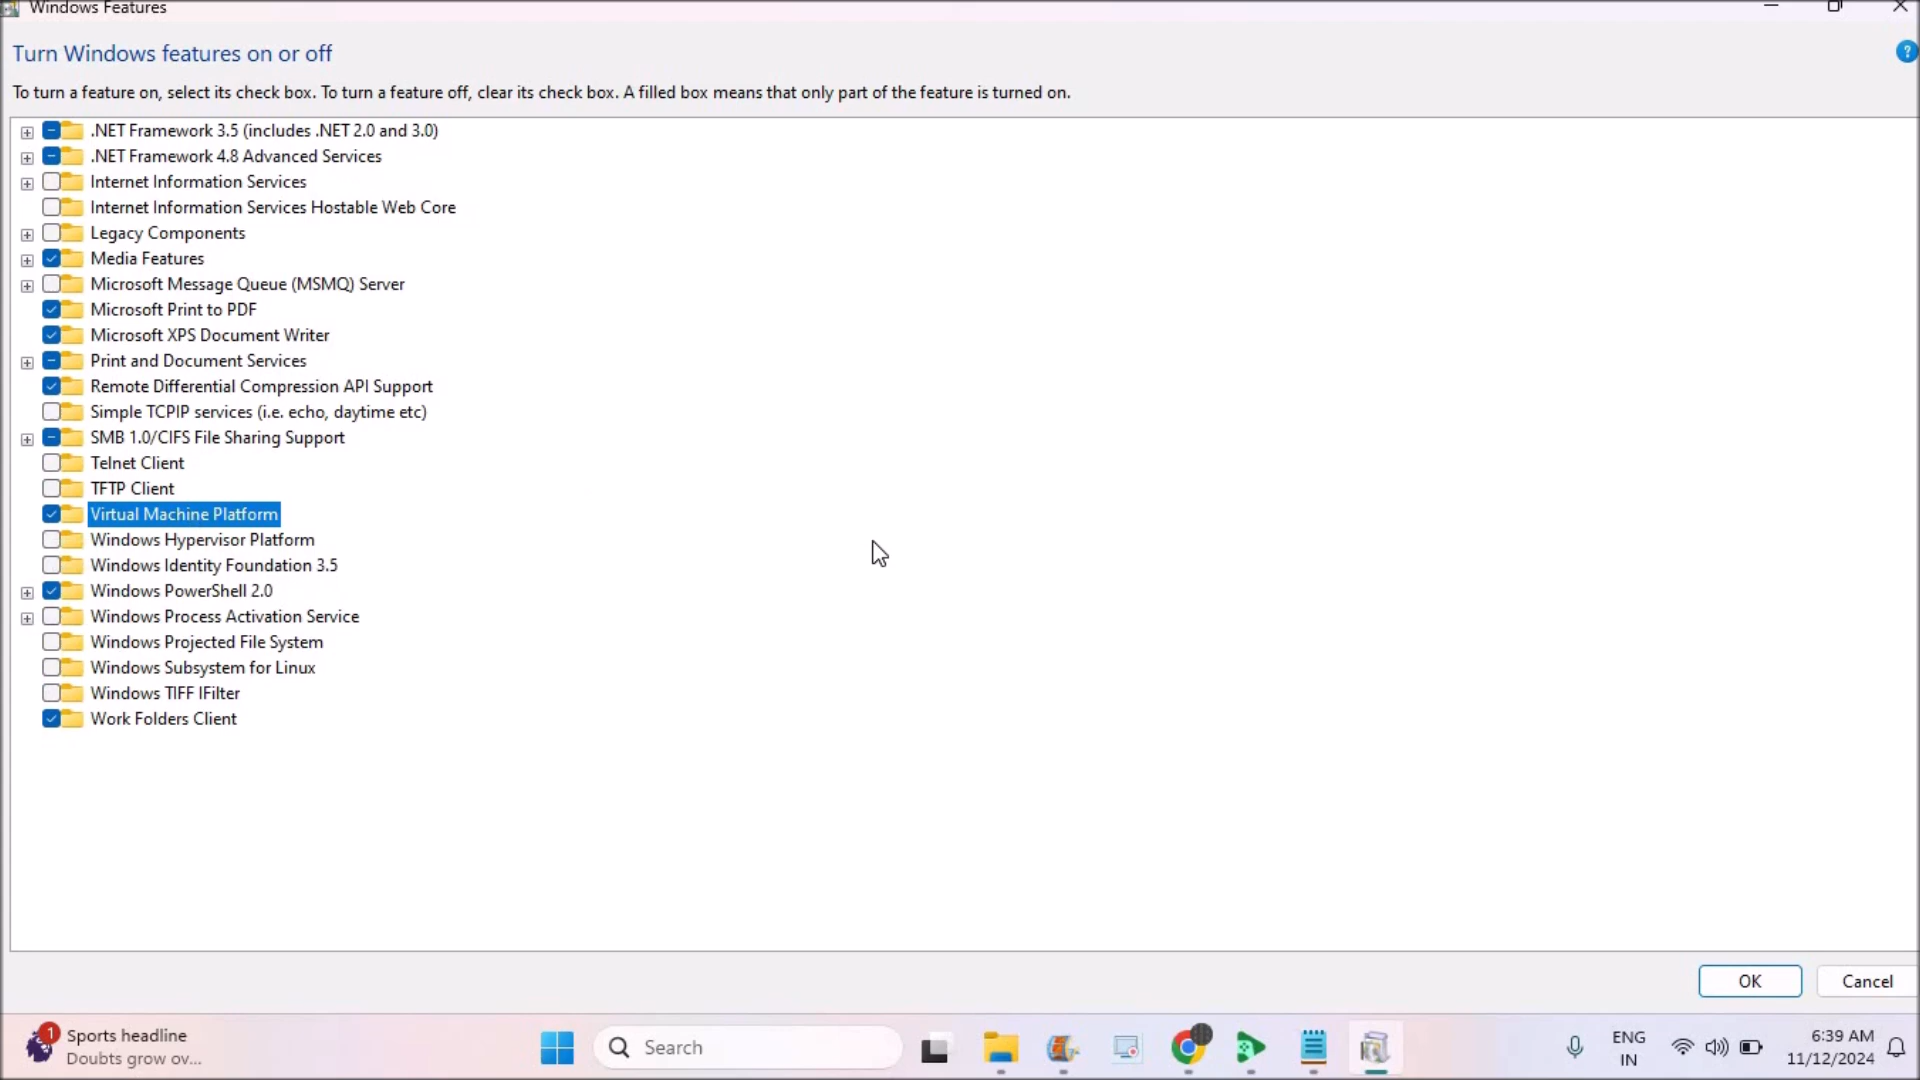 Windows Features
Turn Windows features on or off
To turn a feature on, select its check box. To turn a feature off, clear its check box. A filled box means that only part of the feature is turned on.
.NET Framework 3.5 (includes .NET 2.0 and 3.0)
.NET Framework 4.8 Advanced Services
Internet Information Services
Internet Information Services Hostable Web Core
Legacy Components
Media Features
Microsoft Message Queue (MSMQ) Server
Microsoft Print to PDF
Microsoft XPS Document Writer
Print and Document Services
Remote Differential Compression API Support
Simple TCPIP services (i.e. echo, daytime etc)
SMB 1.0/CIFS File Sharing Support
Telnet Client
TFTP Client
Virtual Machine Platform
Windows Hypervisor Platform
Windows Identity Foundation 3.5
Windows PowerShell 2.0
Windows Process Activation Service
Windows Projected File System
Windows Subsystem for Linux
Windows TIFF IFilter
Work Folders Client
OK Cancel
1 Sports headline
Doubts grow ov...
Search
ENG
IN
6:39 AM
11/12/2024